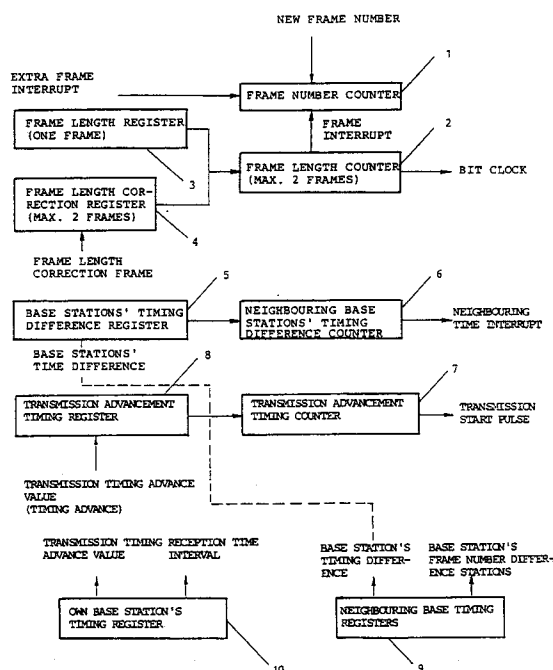 NEW FRAME NUMBER
1
EXTRA FRAME
INTERRUPT
FRAME NUMBER COUNTER
FRAME LENGTH REGISTER
(ONE FRAME)
FRAME
INTERRUPT
2
3
FRAME LENGTH COUNTER
(MAX. 2 FRAMES)
BIT CLOCK
FRAME LENGTH COR-
RECTION REGISTER
(MAX. 2 FRAMES)
4
FRAME LENGTH
CORRECTION FRAME
5
6
BASE STATIONS' TIMING
DIFFERENCE REGISTER
NEIGHBOURING BASE
STATIONS' TIMING
DIFFERENCE COUNTER
NEIGHBOURING
TIME INTERRUPT
BASE STATIONS'
TIME DIFFERENCE
8
7
TRANSMISSION ADVANCEMENT
TIMING REGISTER
TRANSMISSION ADVANCEMENT
TIMING COUNTER
TRANSMISSION
START PULSE
TRANSMISSION TIMING ADVANCE
VALUE
(TIMING ADVANCE)
TRANSMISSION TIMING RECEPTION TIME
ADVANCE VALUE INTERVAL
BASE STATION'S
TIMING DIFFER-
ENCE
BASE STATION'S
FRAME NUMBER DIFFER-
ENCE STATIONS
OWN BASE STATION'S
TIMING REGISTER
NEIGHBOURING BASE TIMING
REGISTERS
10
9